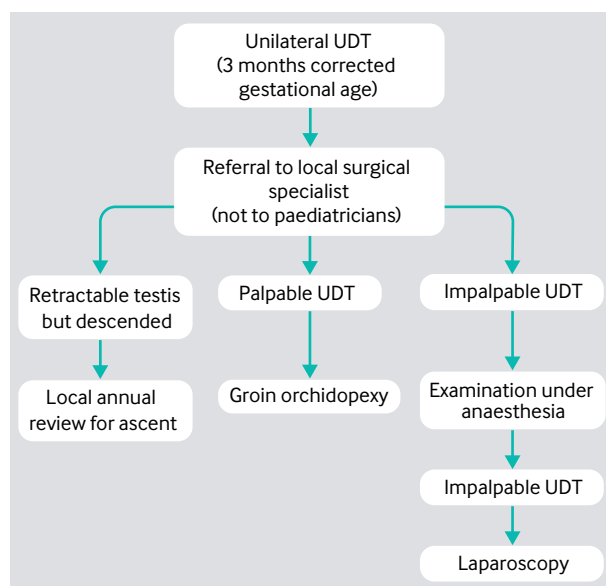 Unilateral UDT
(3 months corrected
gestational age)
Referral to local surgical
specialist
(not to paediatricians)
Retractable testis
but descended
Palpable UDT
Impalpable UDT
Local annual
review for ascent
Groin orchidopexy
Examination under
anaesthesia
Impalpable UDT
Laparoscopy